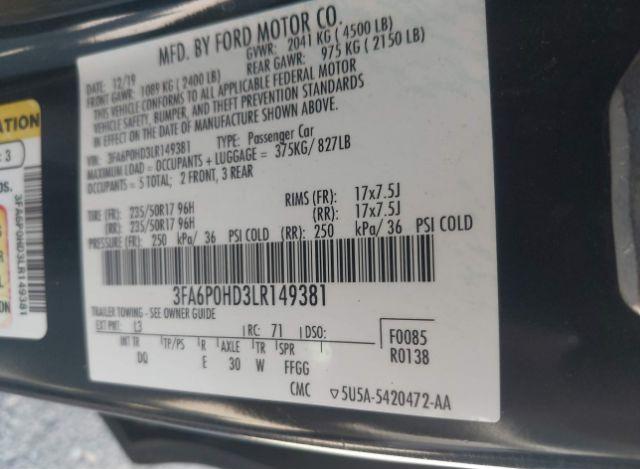 MFD. BY FORD MOTOR CO.
DATE: 12/19 GVWR: 2041 KG ( 4500 LB)
FRONT GAWR: 1089 KG ( 2400 LB) REAR GAWR: 975 KG ( 2150 LB)
THIS VEHICLE CONFORMS TO ALL APPLICABLE FEDERAL MOTOR
VEHICLE SAFETY, BUMPER, AND THEFT PREVENTION STANDARDS
IN EFFECT ON THE DATE OF MANUFACTURE SHOWN ABOVE.
VIN: 3FA6P0HD3LR149381 TYPE: Passenger Car
MAXIMUM LOAD = OCCUPANTS + LUGGAGE = 375KG/ 827LB
OCCUPANTS = 5 TOTAL; 2 FRONT, 3 REAR
TIRE (FR): 235/50R17 96H RIMS (FR): 17x7.5J
(RR): 235/50R17 96H (RR): 17x7.5J
PRESSURE (FR): 250 kPa/ 36 PSI COLD (RR): 250 kPa/ 36 PSI COLD
3FA6P0HD3LR149381
TRAILER TOWING - SEE OWNER GUIDE
EXT PNT: L3 RC: 71 DSO: F0085
INT TR TP/PS R AXLE TR SPR R0138
DQ E 30 W FFGG
CMC ▽5U5A-5420472-AA
ATION
: 3
OS.
3FA6P0HD3LR149381